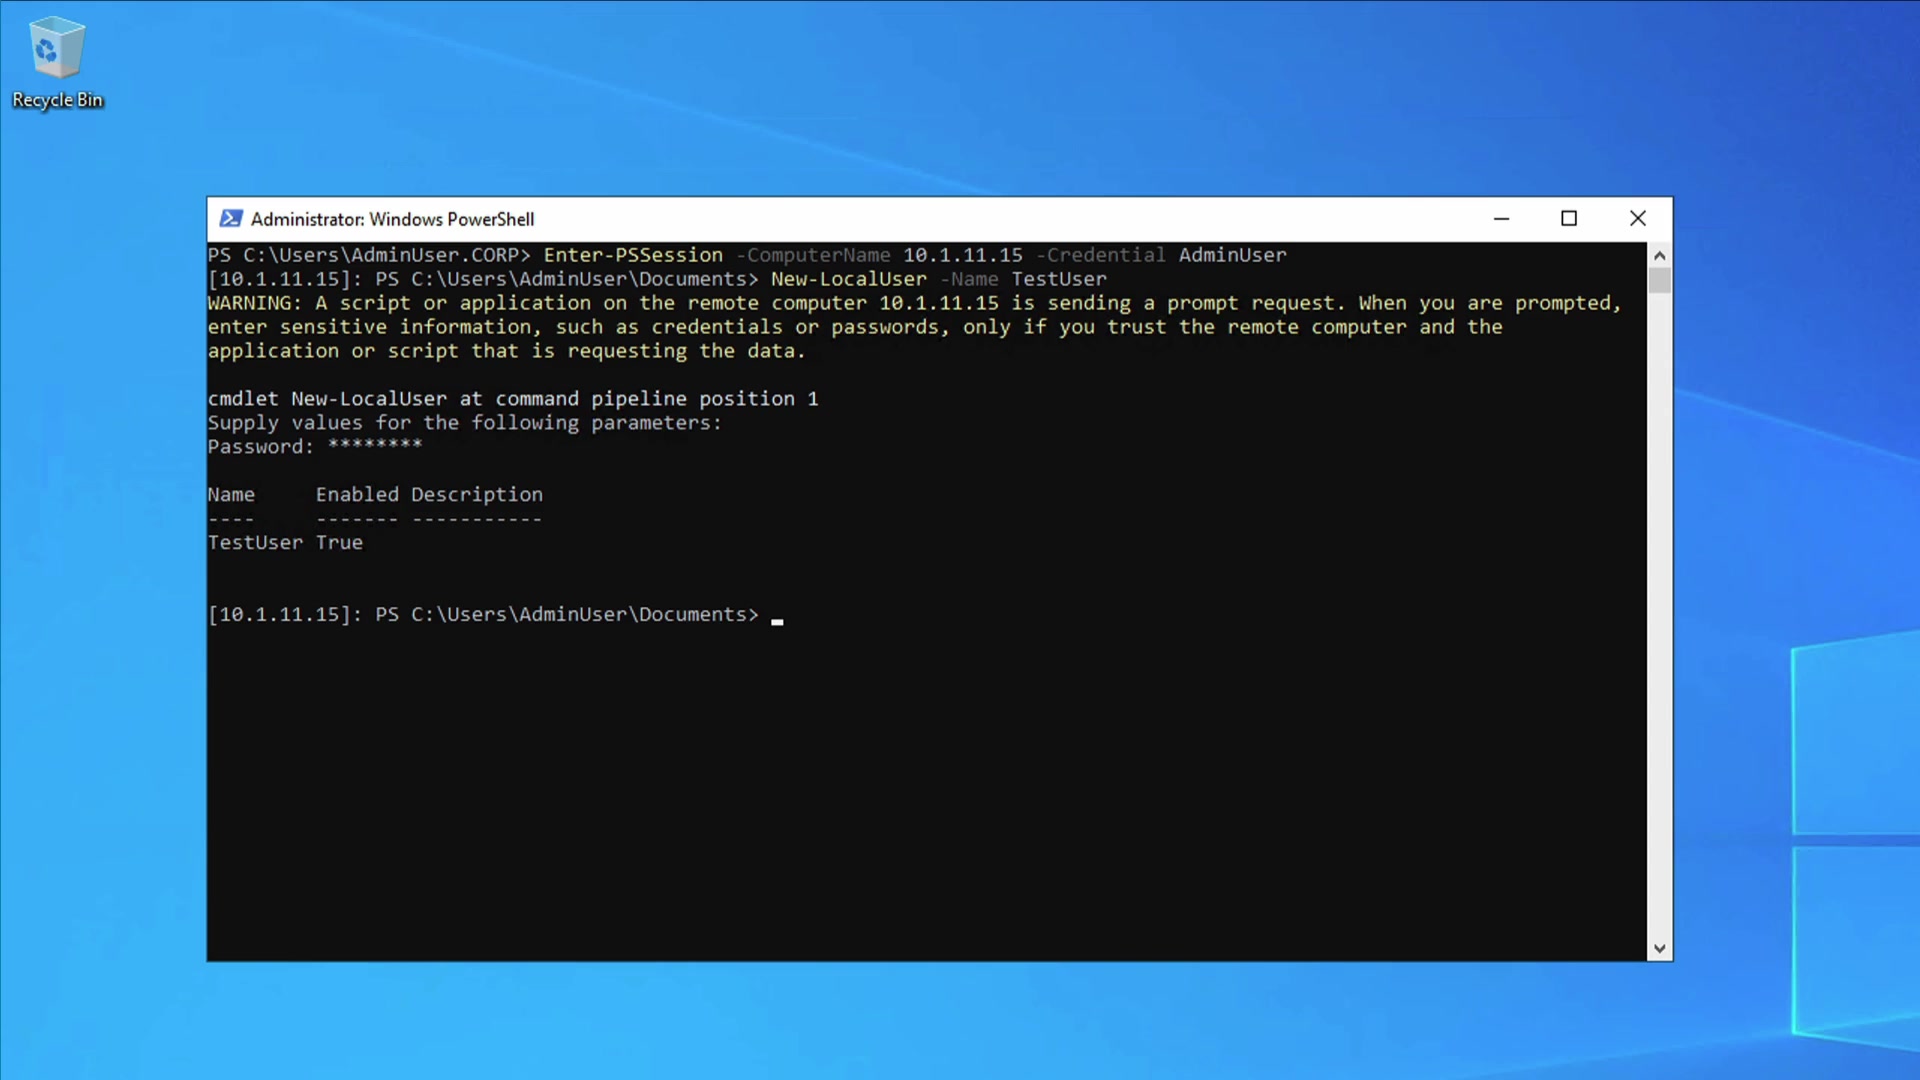 Recycle Bin
Administrator: Windows PowerShell
PS C:\Users\AdminUser.CORP> Enter-PSSession -ComputerName 10.1.11.15 -Credential AdminUser
[10.1.11.15]: PS C:\Users\AdminUser\Documents> New-LocalUser -Name TestUser
WARNING: A script or application on the remote computer 10.1.11.15 is sending a prompt request. When you are prompted,
enter sensitive information, such as credentials or passwords, only if you trust the remote computer and the
application or script that is requesting the data.
cmdlet New-LocalUser at command pipeline position 1
Supply values for the following parameters:
Password: ********
Name     Enabled Description
----     ------- -----------
TestUser True
[10.1.11.15]: PS C:\Users\AdminUser\Documents>